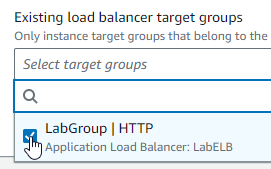 Existing load balancer target groups
Only instance target groups that belong to the
Select target groups
LabGroup | HTTP
Application Load Balancer: LabELB